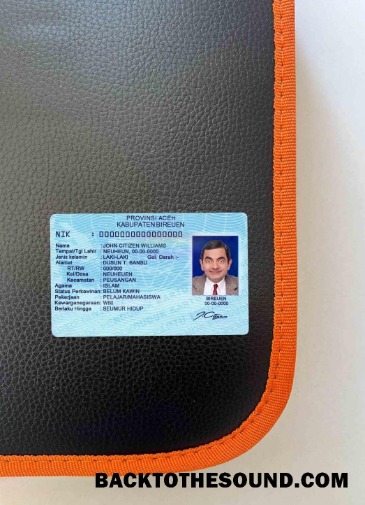 PROVINSI ACEH
KABUPATEN BIREUEN
NIK : 0000000000000000
Nama : JOHN CITIZEN WILLIAMS
Tempat/Tgl Lahir : NEUHEUN, 00-00-0000
Jenis kelamin : LAKI-LAKI Gol. Darah :-
Alamat : DUSUN T. BANBU
RT/RW : 000/000
Kel/Desa : NEUHEUEN
Kecamatan : PEUSANGAN
Agama : ISLAM
Status Perkawinan: BELUM KAWIN
Pekerjaan : PELAJAR/MAHASISWA
Kewarganegaraan: WNI
Berlaku Hingga : SEUMUR HIDUP
BIREUEN
00-00-0000
BACKTOTHESOUND.COM